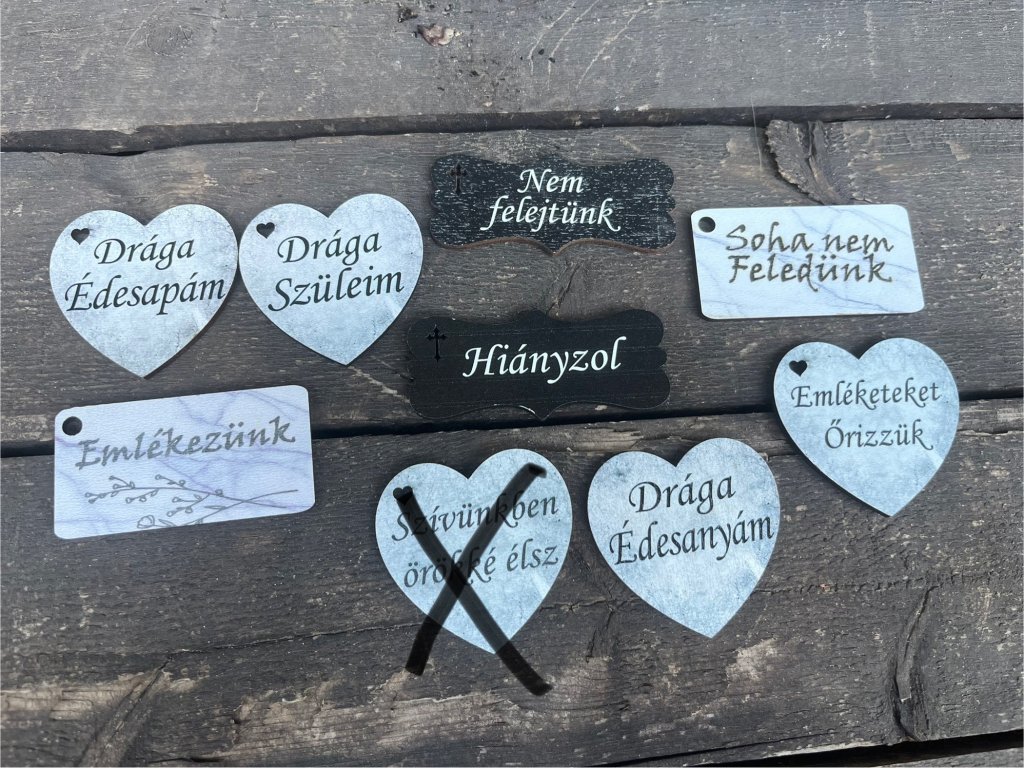 Nem
felejtünk
Drága
Édesapám
Drága
Szüleim
Soha nem
Feledünk
Hiányzol
Emlékezünk
Emléketeket
Őrizzük
Szívünkben
örökké élsz
Drága
Édesanyám